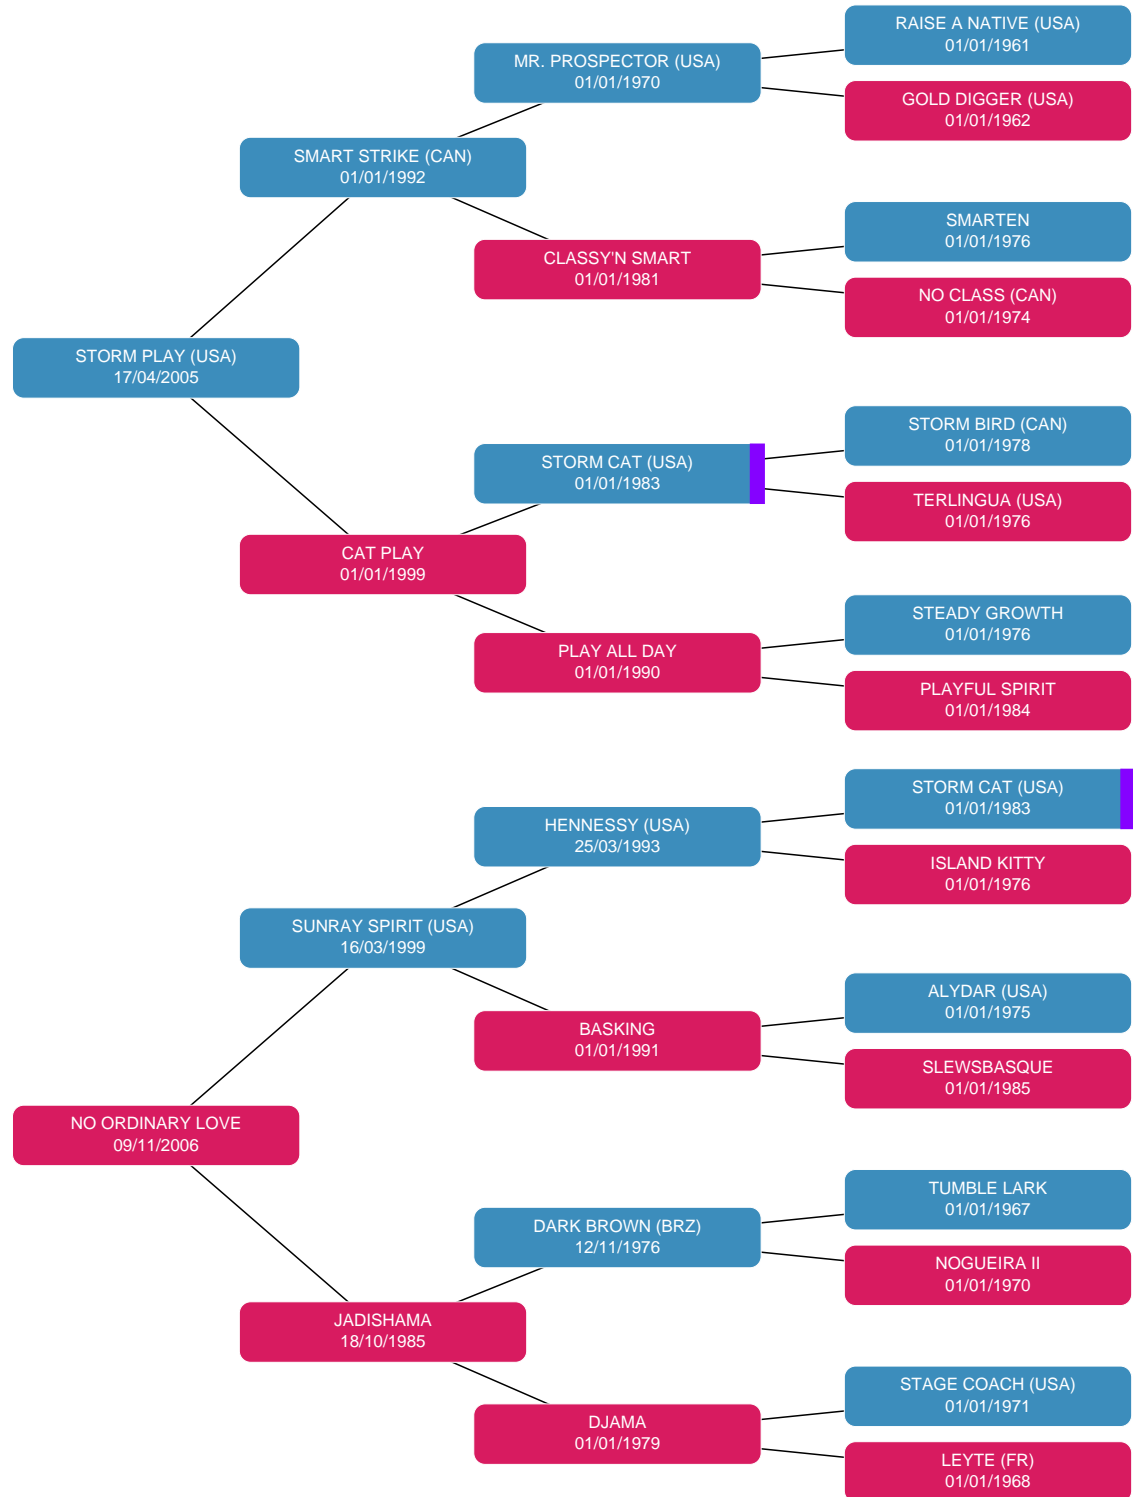 RAISE A NATIVE (USA)
01/01/1961
MR. PROSPECTOR (USA)
01/01/1970
GOLD DIGGER (USA)
01/01/1962
SMART STRIKE (CAN)
01/01/1992
SMARTEN
01/01/1976
CLASSY'N SMART
01/01/1981
NO CLASS (CAN)
01/01/1974
STORM PLAY (USA)
17/04/2005
STORM BIRD (CAN)
01/01/1978
STORM CAT (USA)
01/01/1983
TERLINGUA (USA)
01/01/1976
CAT PLAY
01/01/1999
STEADY GROWTH
01/01/1976
PLAY ALL DAY
01/01/1990
PLAYFUL SPIRIT
01/01/1984
STORM CAT (USA)
01/01/1983
HENNESSY (USA)
25/03/1993
ISLAND KITTY
01/01/1976
SUNRAY SPIRIT (USA)
16/03/1999
ALYDAR (USA)
01/01/1975
BASKING
01/01/1991
SLEWSBASQUE
01/01/1985
NO ORDINARY LOVE
09/11/2006
TUMBLE LARK
01/01/1967
DARK BROWN (BRZ)
12/11/1976
NOGUEIRA II
01/01/1970
JADISHAMA
18/10/1985
STAGE COACH (USA)
01/01/1971
DJAMA
01/01/1979
LEYTE (FR)
01/01/1968